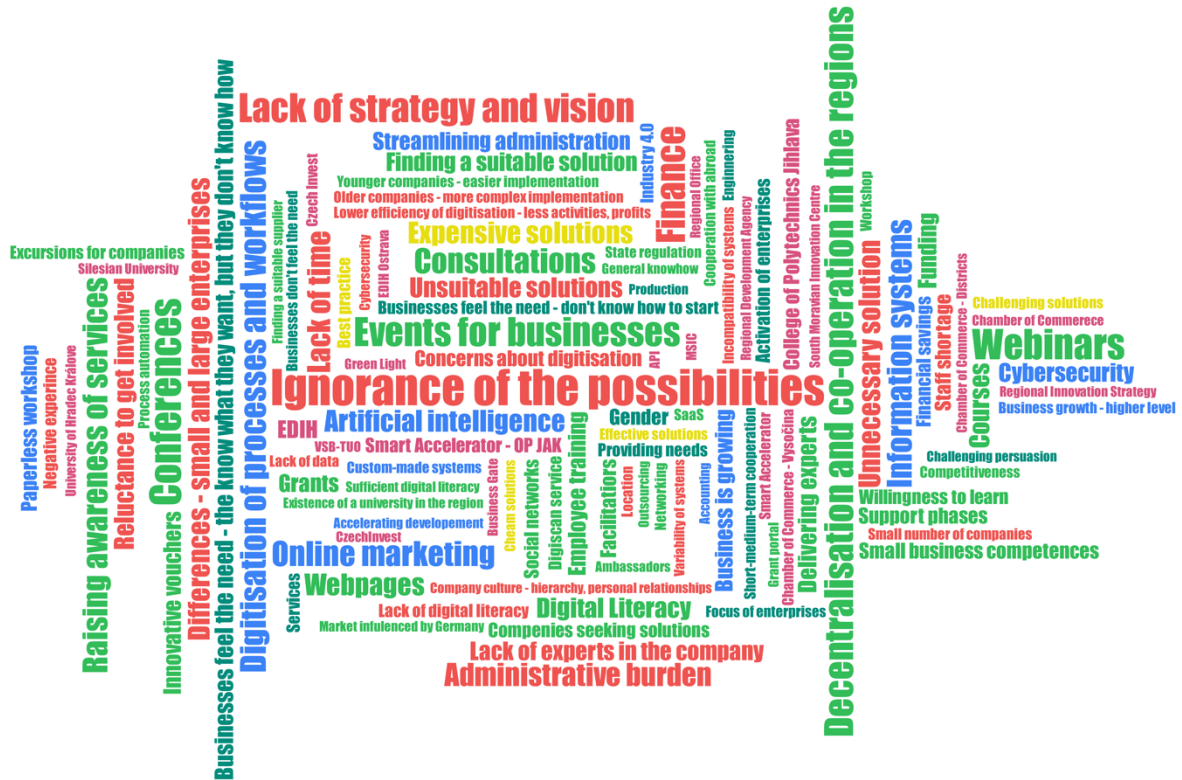 Lack of strategy and vision
Streamlining administration
Finding a suitable solution
Younger companies - easier implementation
Older companies - more complex implementation
Lower efficiency of digitisation - less activities, profits
Expensive solutions
Consultations
State regulation
General knowhow
Unsuitable solutions
Production
Businesses feel the need - don't know how to start
Events for businesses
Green Light
Concerns about digitisation
Ignorance of the possibilities
Artificial intelligence
EDIH
VSB-TUO
Smart Accelerator - OP JAK
Lack of data
Custom-made systems
Grants
Sufficient digital literacy
Existence of a university in the region
Accelerating developement
CzechInvest
Online marketing
Webpages
Company culture - hierarchy, personal relationships
Lack of digital literacy
Digital Literacy
Focus of enterprises
Market infulenced by Germany
Compenies seeking solutions
Lack of experts in the company
Administrative burden
Gender
SaaS
Effective solutions
Providing needs
Ambassadors
Excursions for companies
Silesian University
Paperless workshop
Negative experince
University of Hradec Králove
Raising awareness of services
Reluctance to get involved
Process automation
Conferences
Innovative vouchers
Differences - small and large enterprises
Businesses feel the need - the know what they want, but they don't know how
Digitisation of processes and workflows
Finding a suitable supplier
Businesses don't feel the need
Czech Invest
Lack of time
Best practice
Cybersecurity
EDIH Ostrava
Services
Industry 4.0
Finance
Regional Office
Cooperation with abroad
Enginnering
Incompatibility of systems
Regional Development Agency
Activation of enterprises
College of Polytechnics Jihlava
South Moravian Innovation Centre
API
MSIC
Business Gate
Cheam solutions
Social networks
Digiscan service
Employee training
Facilitators
Location
Outsourcing
Networking
Variability of systems
Accounting
Business is growing
Short-medium-term cooperation
Smart Accelerator
Grant portal
Chamber of Commerce - Vysočina
Delivering experts
Decentralisation and co-operation in the regions
Workshop
Unnecessary solution
Information systems
Funding
Financial savings
Staff shortage
Chamber of Commerce - Districts
Courses
Challenging solutions
Chamber of Commerece
Webinars
Cybersecurity
Regional Innovation Strategy
Business growth - higher level
Challenging persuation
Competitiveness
Willingness to learn
Support phases
Small number of companies
Small business competences